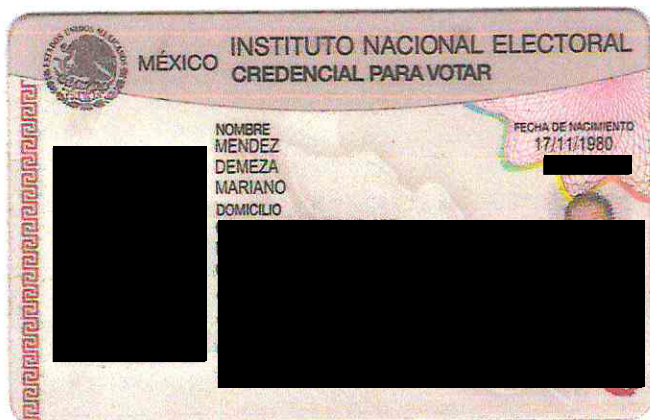 MÉXICO INSTITUTO NACIONAL ELECTORAL
CREDENCIAL PARA VOTAR
NOMBRE
MENDEZ
DEMEZA
MARIANO
DOMICILIO
FECHA DE NACIMIENTO
17/11/1980